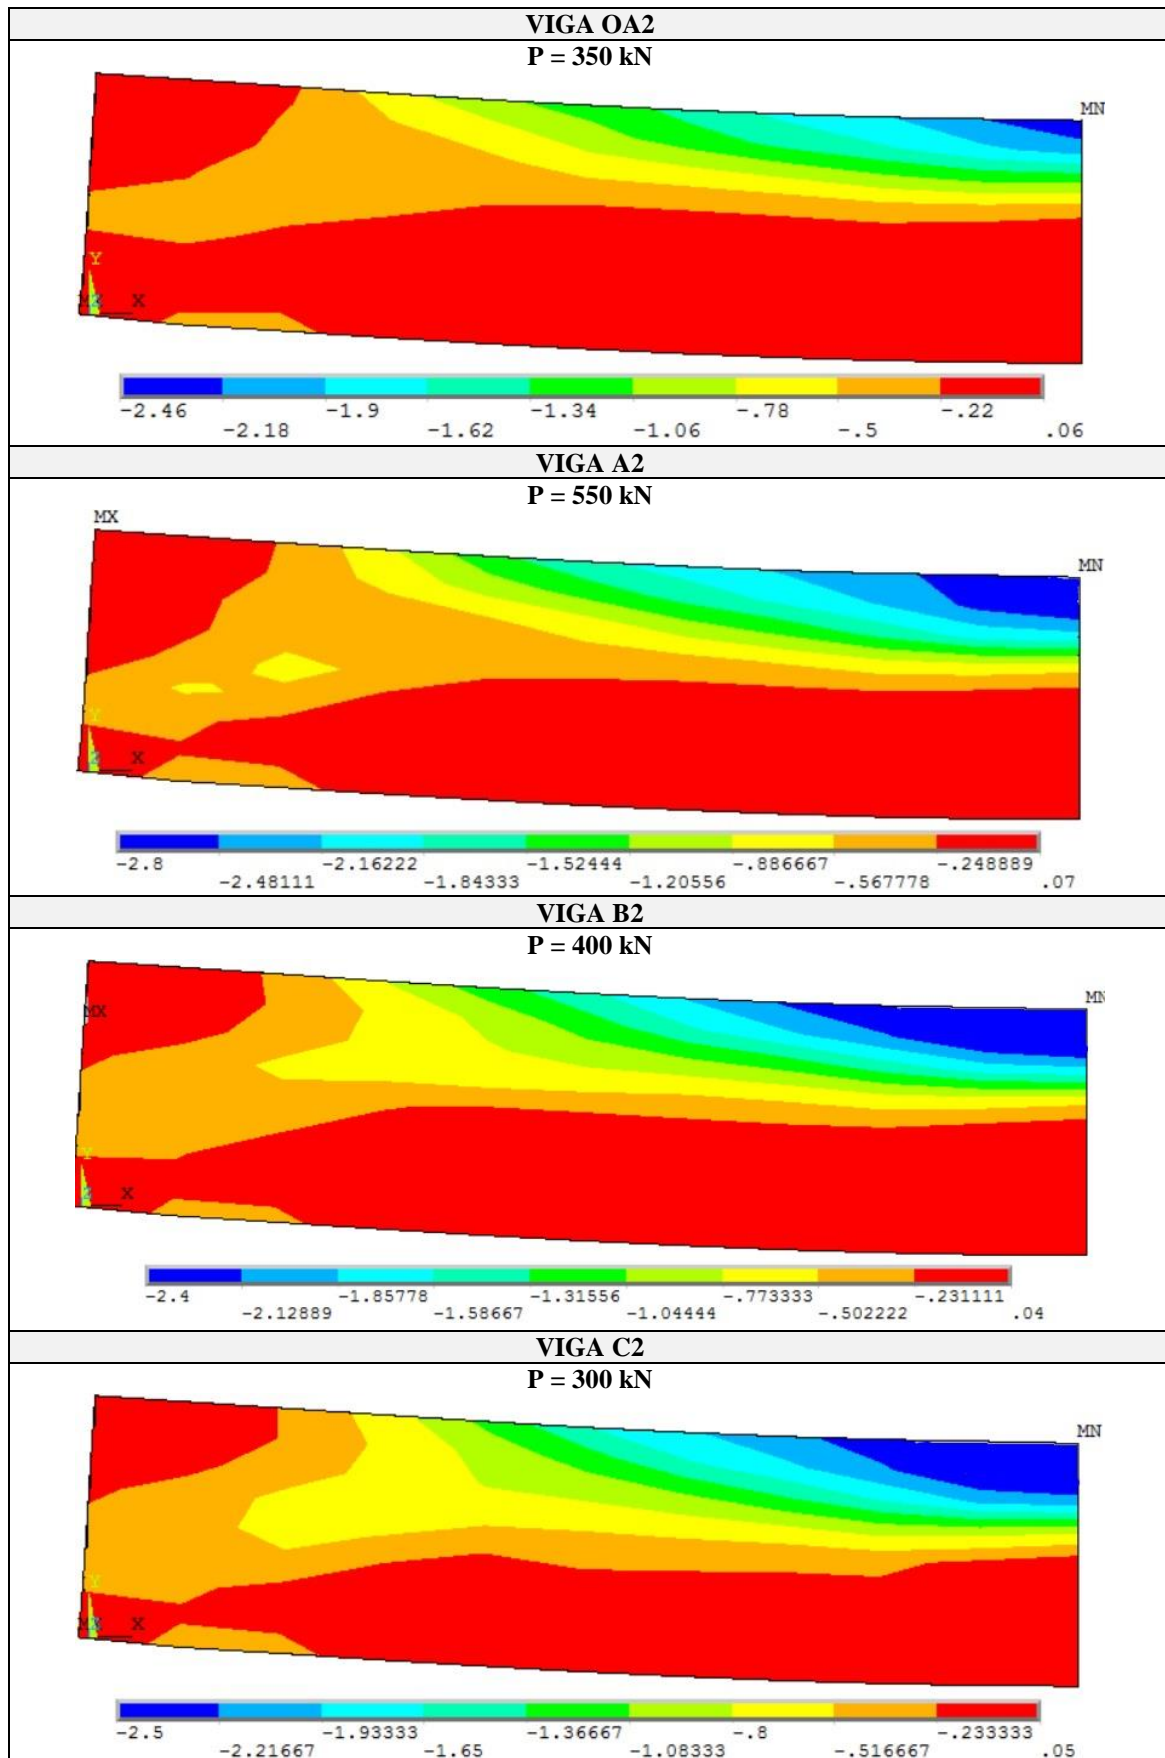 VIGA OA2
P = 350 kN
MN
Y
X
-2.46 -1.9 -1.34 -.78 -.22
-2.18 -1.62 -1.06 -.5 .06
VIGA A2
P = 550 kN
MX
MN
Y
Z X
-2.8 -2.16222 -1.52444 -.886667 -.248889
-2.48111 -1.84333 -1.20556 -.567778 .07
VIGA B2
P = 400 kN
MN
MX
Y
Z X
-2.4 -1.85778 -1.31556 -.773333 -.231111
-2.12889 -1.58667 -1.04444 -.502222 .04
VIGA C2
P = 300 kN
MN
Y
X
-2.5 -1.93333 -1.36667 -.8 -.233333
-2.21667 -1.65 -1.08333 -.516667 .05